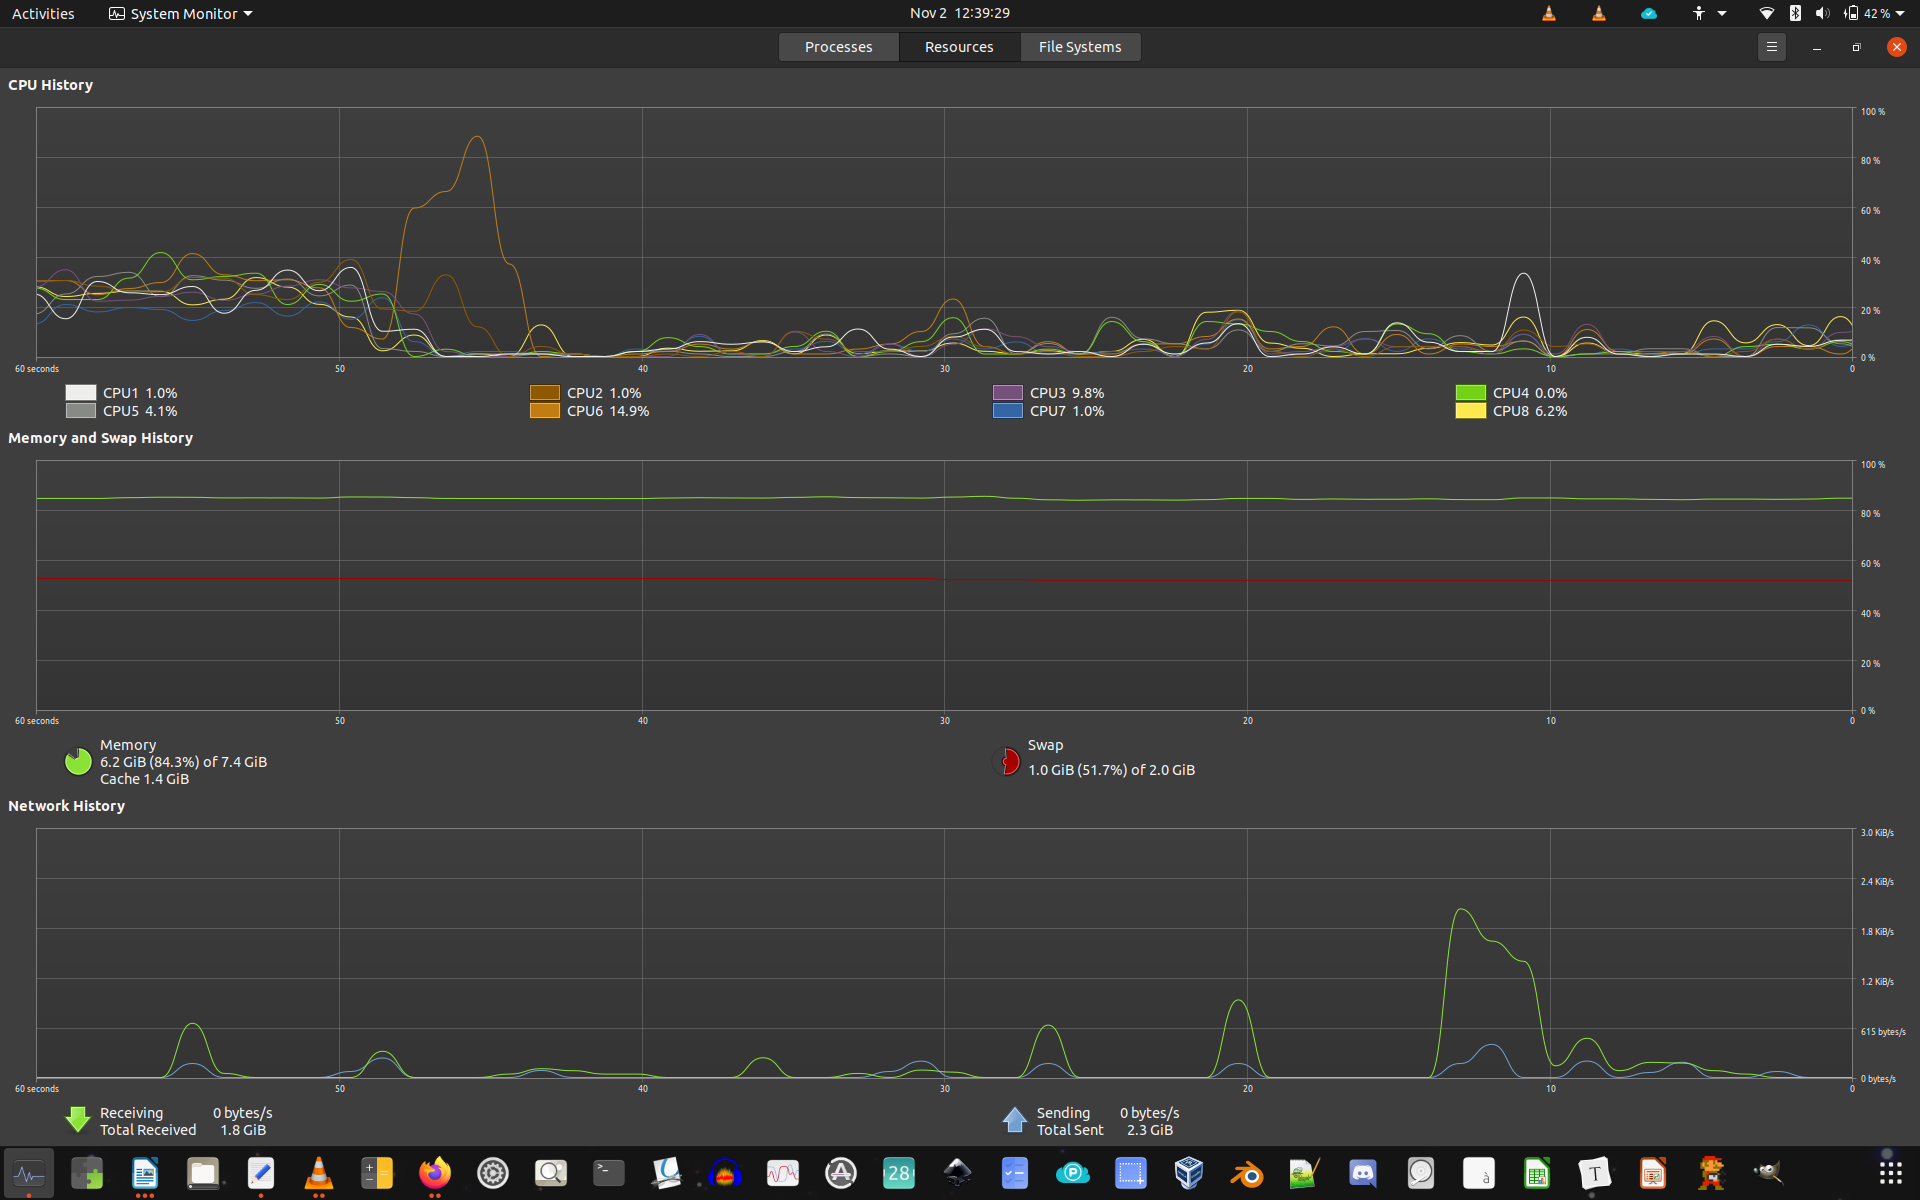 Activities System Monitor Nov 2 12:39:29 42 %
Processes Resources File Systems
CPU History
100 %
80 %
60 %
40 %
20 %
0 %
60 seconds 50 40 30 20 10 0
CPU1 1.0% CPU2 1.0% CPU3 9.8% CPU4 0.0%
CPU5 4.1% CPU6 14.9% CPU7 1.0% CPU8 6.2%
Memory and Swap History
100 %
80 %
60 %
40 %
20 %
0 %
60 seconds 50 40 30 20 10 0
Memory
6.2 GiB (84.3%) of 7.4 GiB
Cache 1.4 GiB
Swap
1.0 GiB (51.7%) of 2.0 GiB
Network History
3.0 KiB/s
2.4 KiB/s
1.8 KiB/s
1.2 KiB/s
615 bytes/s
0 bytes/s
60 seconds 50 40 30 20 10 0
Receiving 0 bytes/s
Total Received 1.8 GiB
Sending 0 bytes/s
Total Sent 2.3 GiB
28